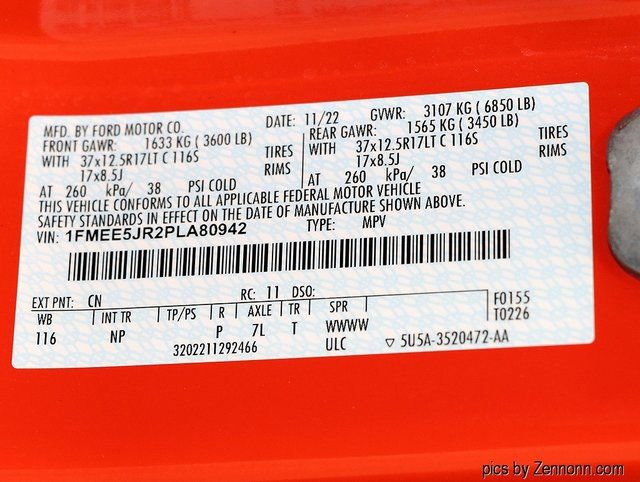 MFD. BY FORD MOTOR CO. DATE: 11/22 GVWR: 3107 KG ( 6850 LB)
FRONT GAWR: 1633 KG ( 3600 LB) REAR GAWR: 1565 KG ( 3450 LB)
WITH 37x12.5R17LT C 116S TIRES WITH 37x12.5R17LT C 116S TIRES
17x8.5J RIMS 17x8.5J RIMS
AT 260 kPa/ 38 PSI COLD AT 260 kPa/ 38 PSI COLD
THIS VEHICLE CONFORMS TO ALL APPLICABLE FEDERAL MOTOR VEHICLE
SAFETY STANDARDS IN EFFECT ON THE DATE OF MANUFACTURE SHOWN ABOVE.
VIN: 1FMEE5JR2PLA80942 TYPE: MPV
EXT PNT: CN RC: 11 DSO: F0155
WB INT TR TP/PS R AXLE TR SPR T0226
116 NP P 7L T WWWW
3202211292466 ULC ▽ 5U5A-3520472-AA
pics by Zennonn.com